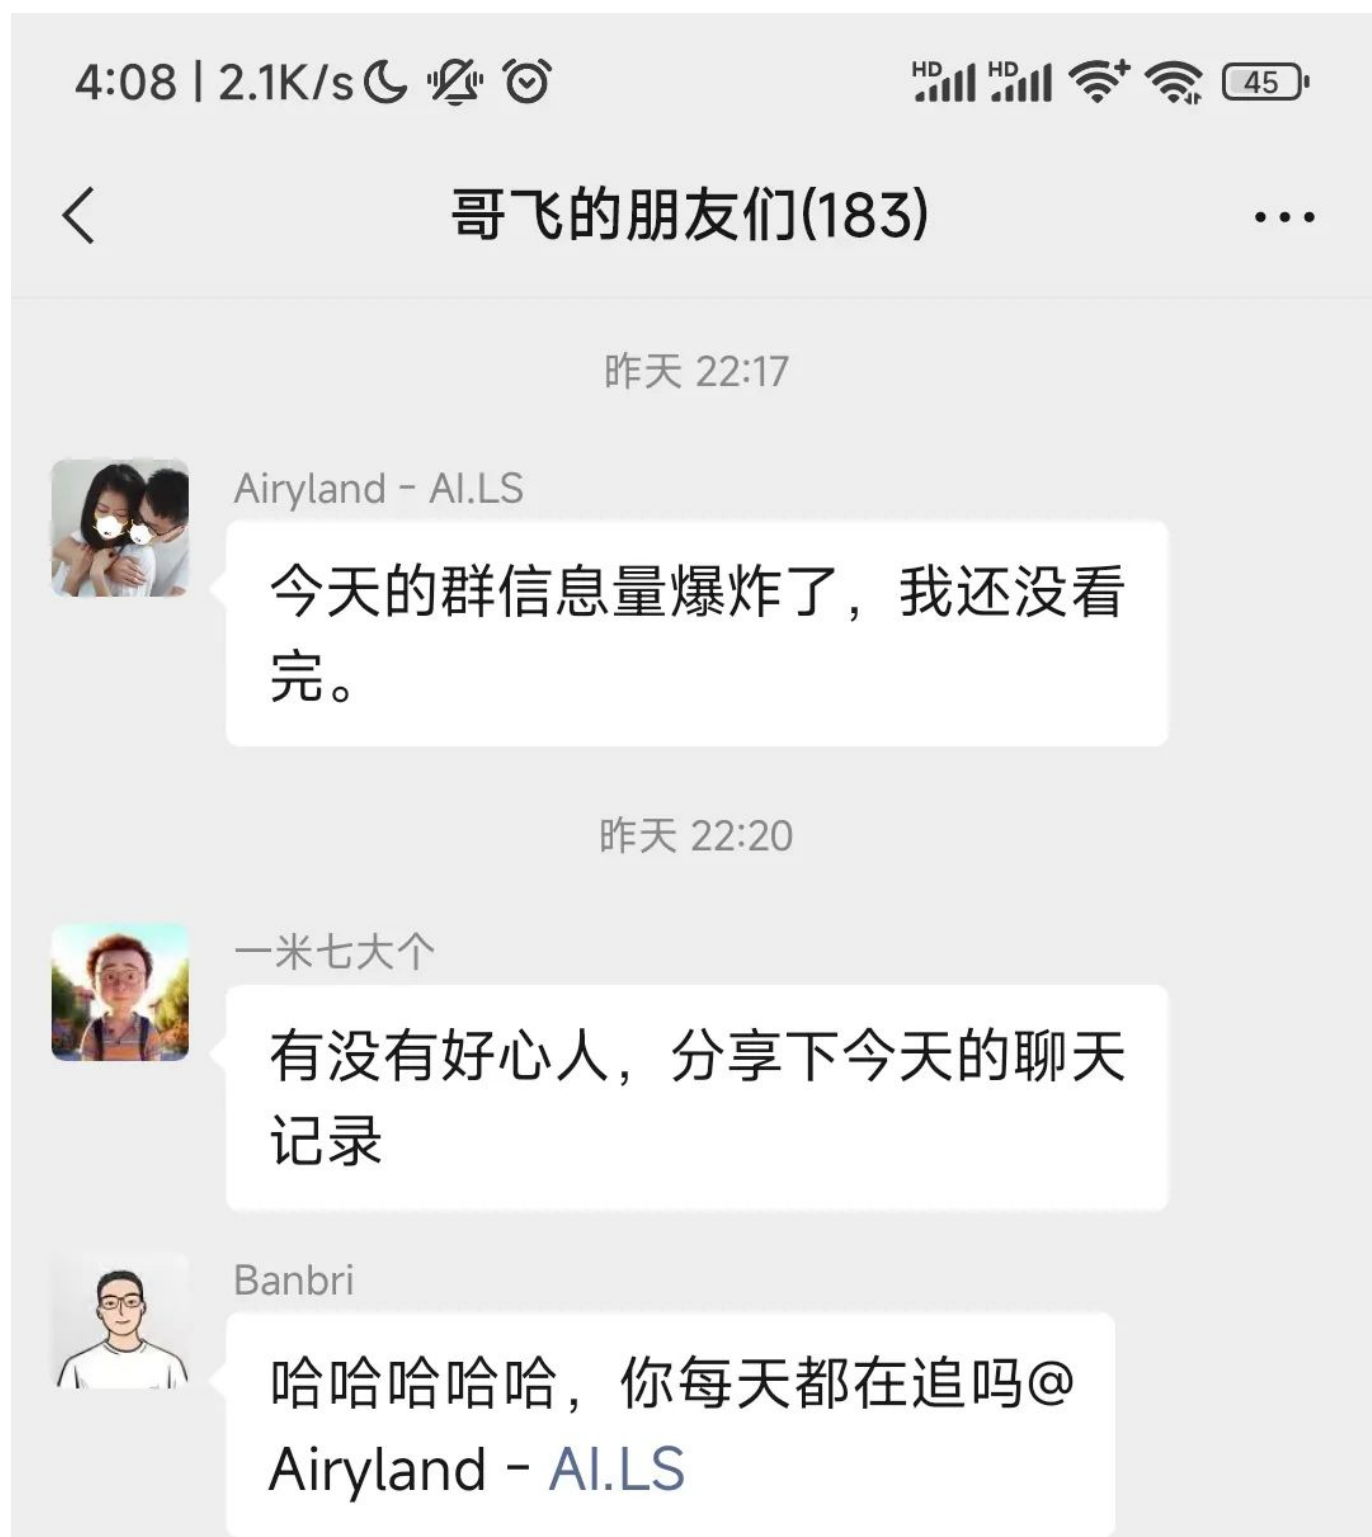 4:08 | 2.1K/s
HD HD 45
哥飞的朋友们(183)
昨天 22:17
Airyland - AI.LS
今天的群信息量爆炸了，我还没看
完。
昨天 22:20
一米七大个
有没有好心人，分享下今天的聊天
记录
Banbri
哈哈哈哈哈，你每天都在追吗@
Airyland - AI.LS